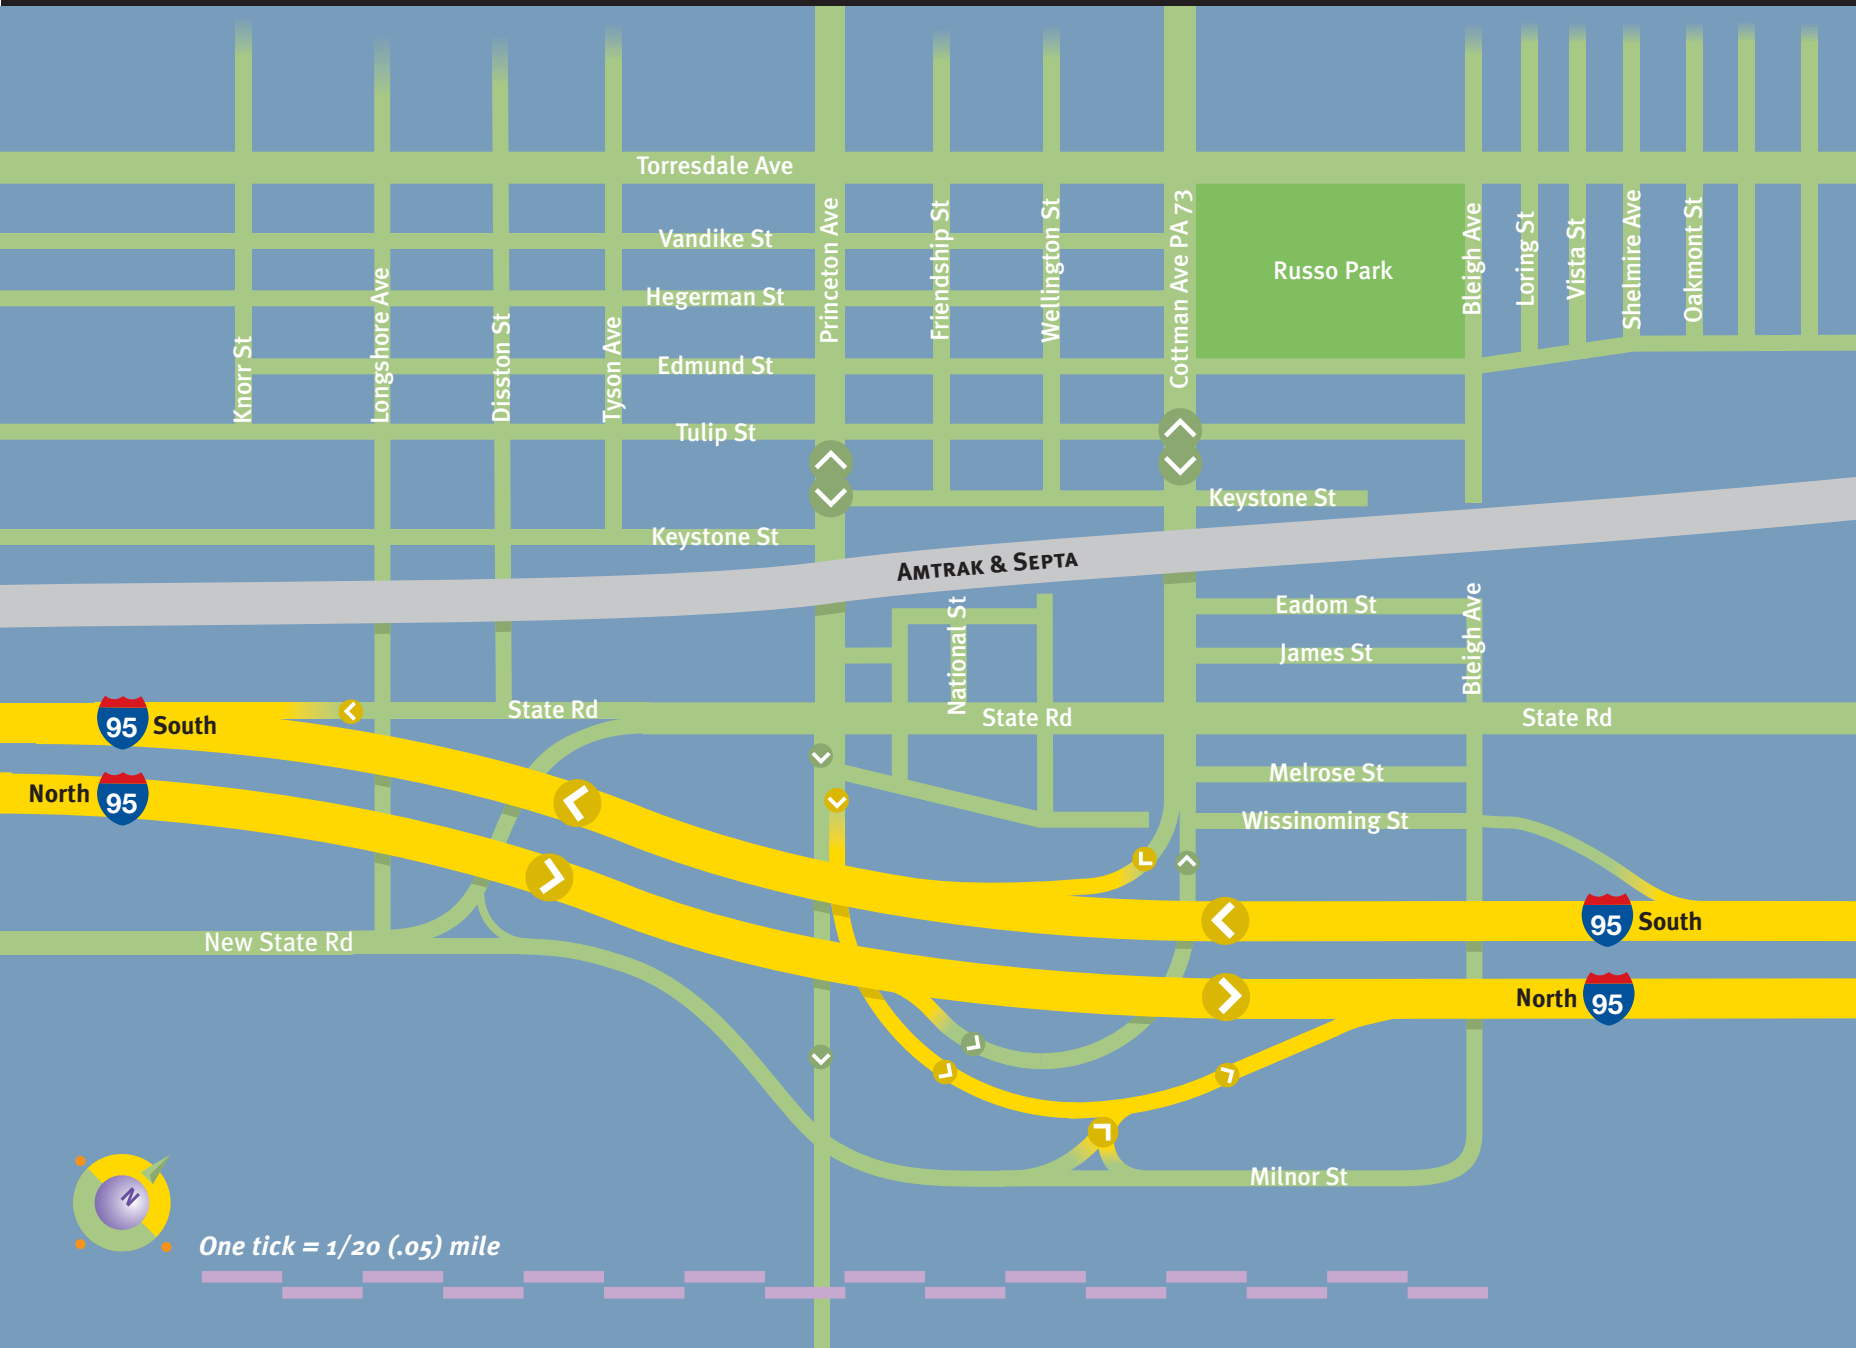 Torresdale Ave
Vandike St
Hegerman St
Edmund St
Tulip St
Keystone St
Keystone St
Knorr St
Longshore Ave
Disston St
Tyson Ave
Princeton Ave
Friendship St
Wellington St
Cottman Ave PA 73
Russo Park
Bleigh Ave
Loring St
Vista St
Shelmire Ave
Oakmont St
Amtrak & Septa
National St
Eadom St
James St
Bleigh Ave
State Rd
State Rd
State Rd
95 South
North 95
Melrose St
Wissinoming St
New State Rd
95 South
North 95
Milnor St
N
One tick = 1/20 (.05) mile